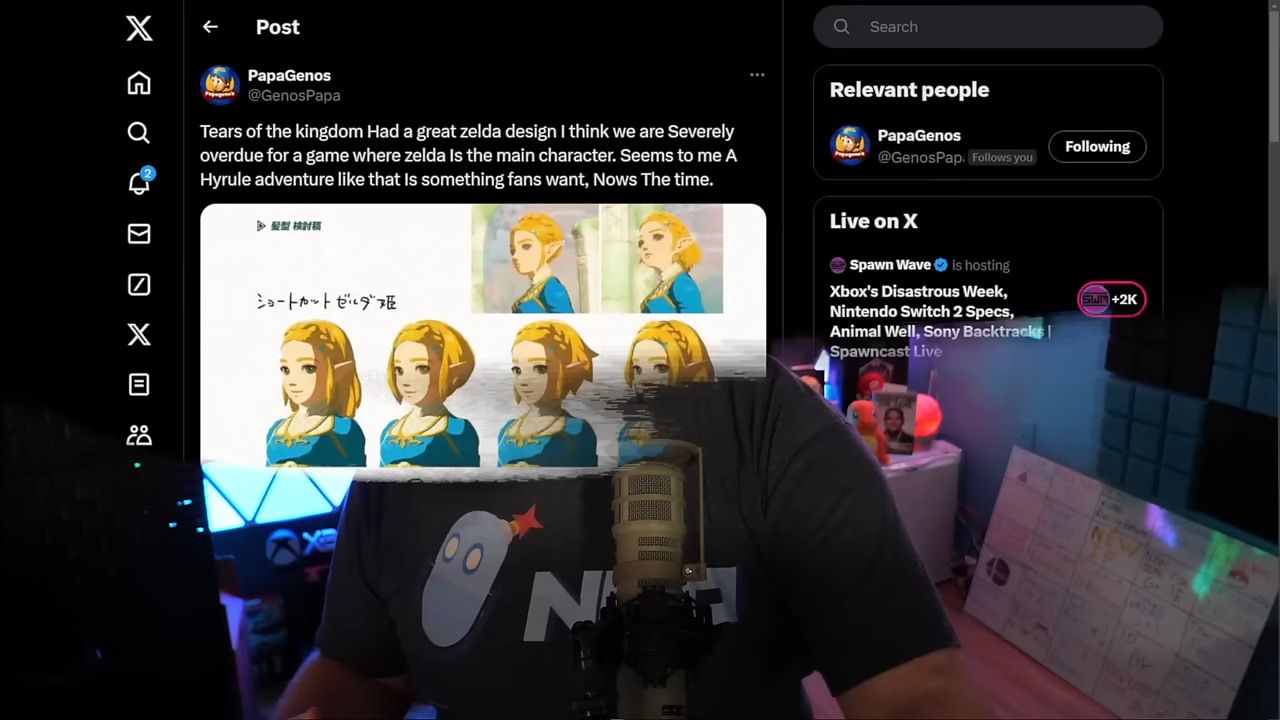 Post
Search
PapaGenos
@GenosPapa
Tears of the kingdom Had a great zelda design I think we are Severely
overdue for a game where zelda Is the main character. Seems to me A
Hyrule adventure like that Is something fans want, Nows The time.
髪型 検討稿
ショートカット ゼルダ姫
Relevant people
PapaGenos
@GenosPap
Follows you
Following
Live on X
Spawn Wave is hosting
Xbox's Disastrous Week,
Nintendo Switch 2 Specs,
Animal Well, Sony Backtracks |
Spawncast Live
SWM
+2K
2
NEW